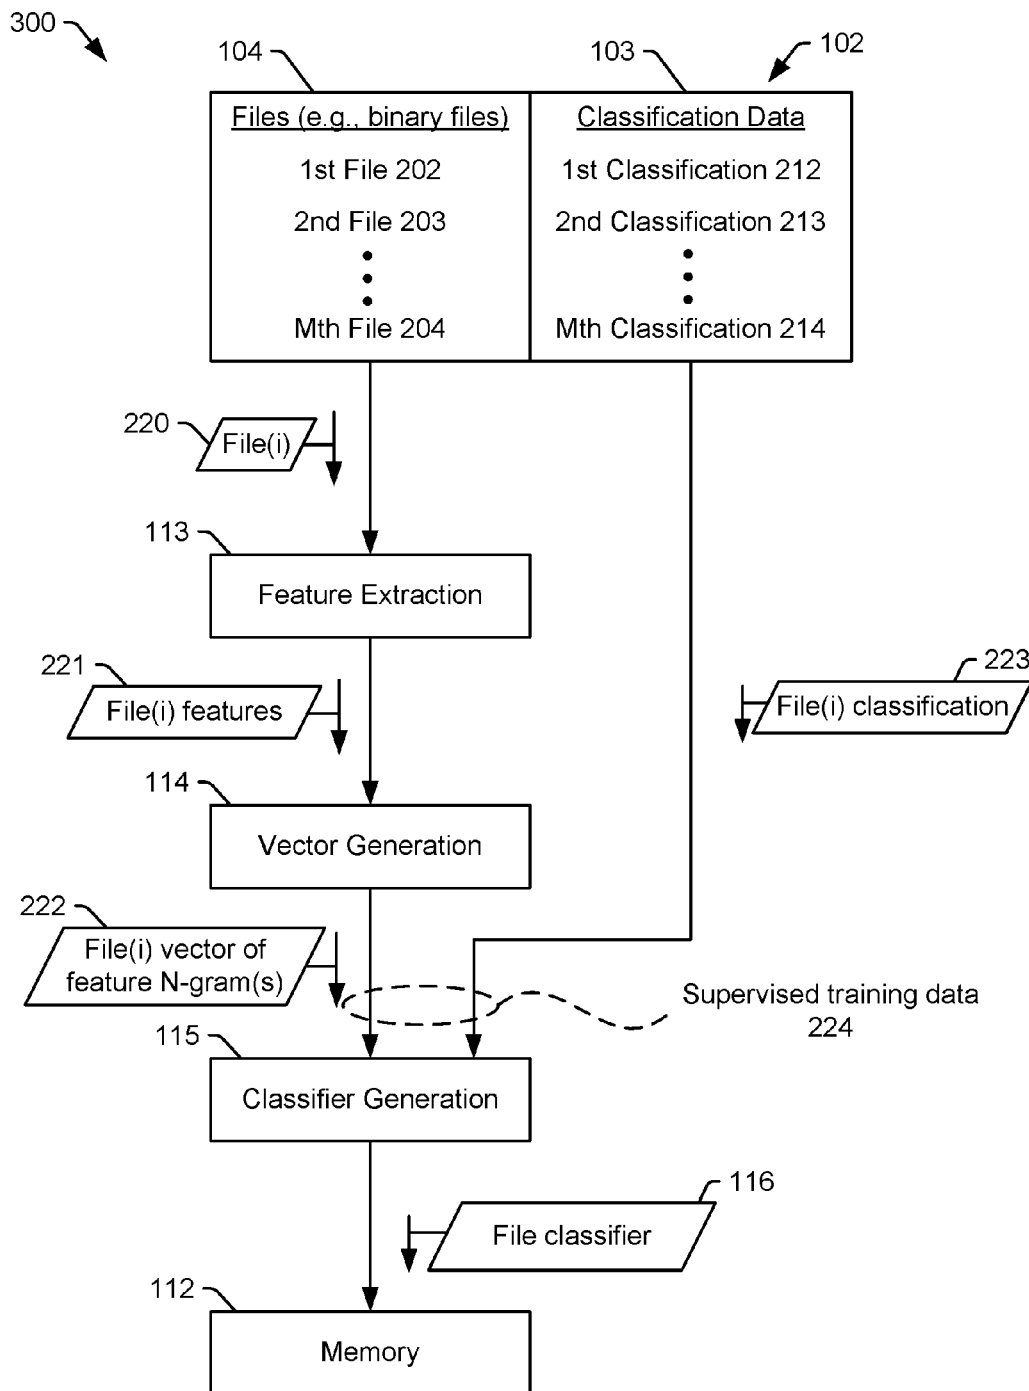 300
104
103
102
Files (e.g., binary files)
Classification Data
1st File 202
1st Classification 212
2nd File 203
2nd Classification 213
Mth File 204
Mth Classification 214
220
File(i)
113
Feature Extraction
221
File(i) features
223
File(i) classification
114
Vector Generation
222
File(i) vector of
feature N-gram(s)
Supervised training data
224
115
Classifier Generation
116
File classifier
112
Memory